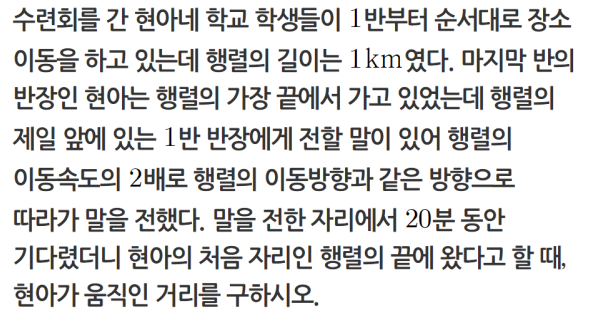 수련회를 간 현아네 학교 학생들이 1반부터 순서대로 장소
이동을 하고 있는데 행렬의 길이는 1km였다. 마지막 반의
반장인 현아는 행렬의 가장 끝에서 가고 있었는데 행렬의
제일 앞에 있는 1반 반장에게 전할 말이 있어 행렬의
이동속도의 2배로 행렬의 이동방향과 같은 방향으로
따라가 말을 전했다. 말을 전한 자리에서 20분 동안
기다렸더니 현아의 처음 자리인 행렬의 끝에 왔다고 할 때,
현아가 움직인 거리를 구하시오.